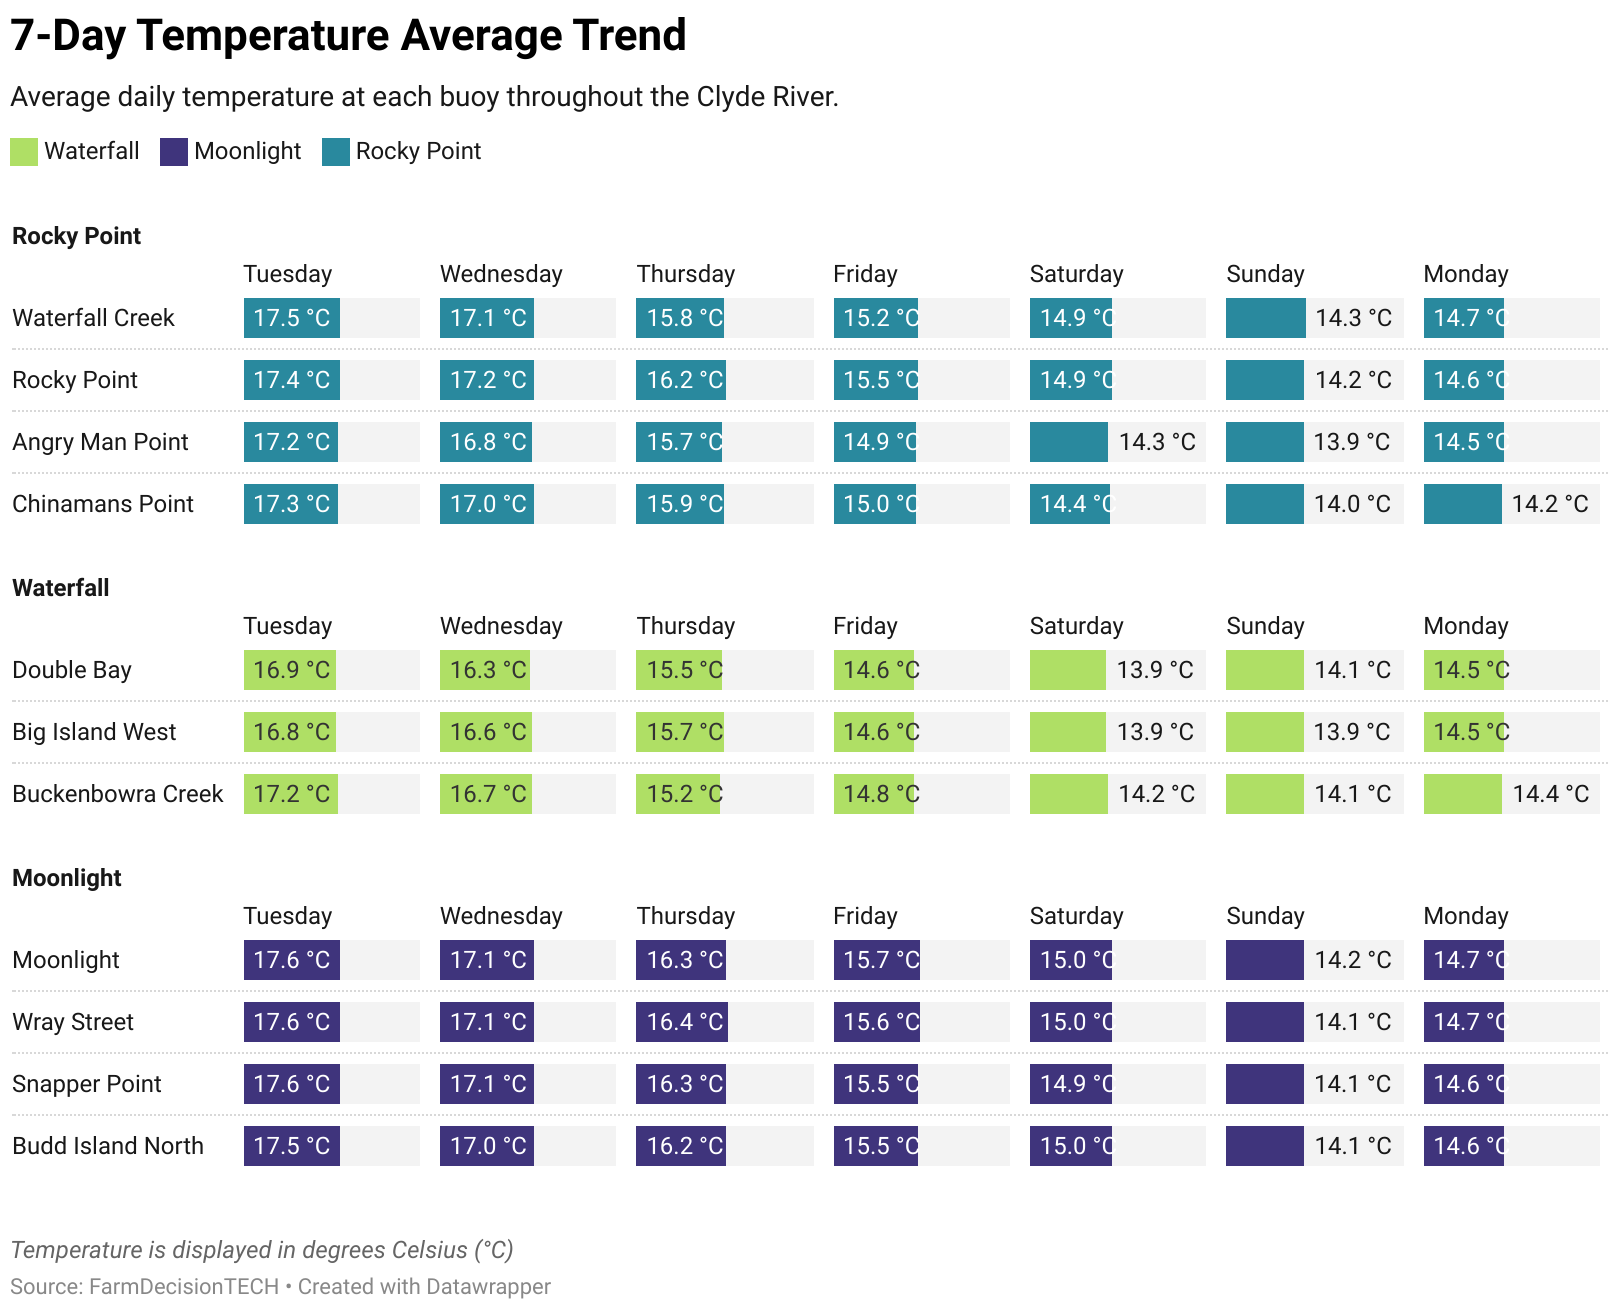 7-Day Temperature Average Trend
Average daily temperature at each buoy throughout the Clyde River.
Waterfall Moonlight Rocky Point
Rocky Point
Tuesday Wednesday Thursday Friday Saturday Sunday Monday
Waterfall Creek 17.5 °C 17.1 °C 15.8 °C 15.2 °C 14.9 °C 14.3 °C 14.7 °C
Rocky Point 17.4 °C 17.2 °C 16.2 °C 15.5 °C 14.9 °C 14.2 °C 14.6 °C
Angry Man Point 17.2 °C 16.8 °C 15.7 °C 14.9 °C 14.3 °C 13.9 °C 14.5 °C
Chinamans Point 17.3 °C 17.0 °C 15.9 °C 15.0 °C 14.4 °C 14.0 °C 14.2 °C
Waterfall
Tuesday Wednesday Thursday Friday Saturday Sunday Monday
Double Bay 16.9 °C 16.3 °C 15.5 °C 14.6 °C 13.9 °C 14.1 °C 14.5 °C
Big Island West 16.8 °C 16.6 °C 15.7 °C 14.6 °C 13.9 °C 13.9 °C 14.5 °C
Buckenbowra Creek 17.2 °C 16.7 °C 15.2 °C 14.8 °C 14.2 °C 14.1 °C 14.4 °C
Moonlight
Tuesday Wednesday Thursday Friday Saturday Sunday Monday
Moonlight 17.6 °C 17.1 °C 16.3 °C 15.7 °C 15.0 °C 14.2 °C 14.7 °C
Wray Street 17.6 °C 17.1 °C 16.4 °C 15.6 °C 15.0 °C 14.1 °C 14.7 °C
Snapper Point 17.6 °C 17.1 °C 16.3 °C 15.5 °C 14.9 °C 14.1 °C 14.6 °C
Budd Island North 17.5 °C 17.0 °C 16.2 °C 15.5 °C 15.0 °C 14.1 °C 14.6 °C
Temperature is displayed in degrees Celsius (°C)
Source: FarmDecisionTECH • Created with Datawrapper